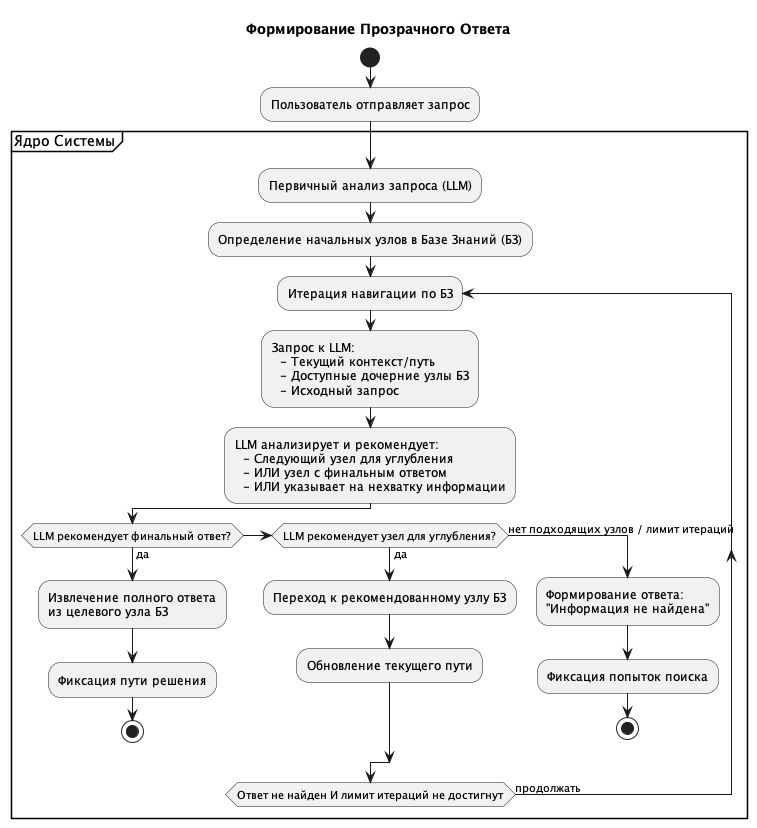 Формирование Прозрачного Ответа
Пользователь отправляет запрос
Ядро Системы
Первичный анализ запроса (LLM)
Определение начальных узлов в Базе Знаний (БЗ)
Итерация навигации по БЗ
Запрос к LLM:
- Текущий контекст/путь
- Доступные дочерние узлы БЗ
- Исходный запрос
LLM анализирует и рекомендует:
- Следующий узел для углубления
- ИЛИ узел с финальным ответом
- ИЛИ указывает на нехватку информации
LLM рекомендует финальный ответ?
да
LLM рекомендует узел для углубления?
да
нет подходящих узлов / лимит итераций
Извлечение полного ответа
из целевого узла БЗ
Фиксация пути решения
Переход к рекомендованному узлу БЗ
Обновление текущего пути
Формирование ответа:
"Информация не найдена"
Фиксация попыток поиска
Ответ не найден И лимит итераций не достигнут
продолжать